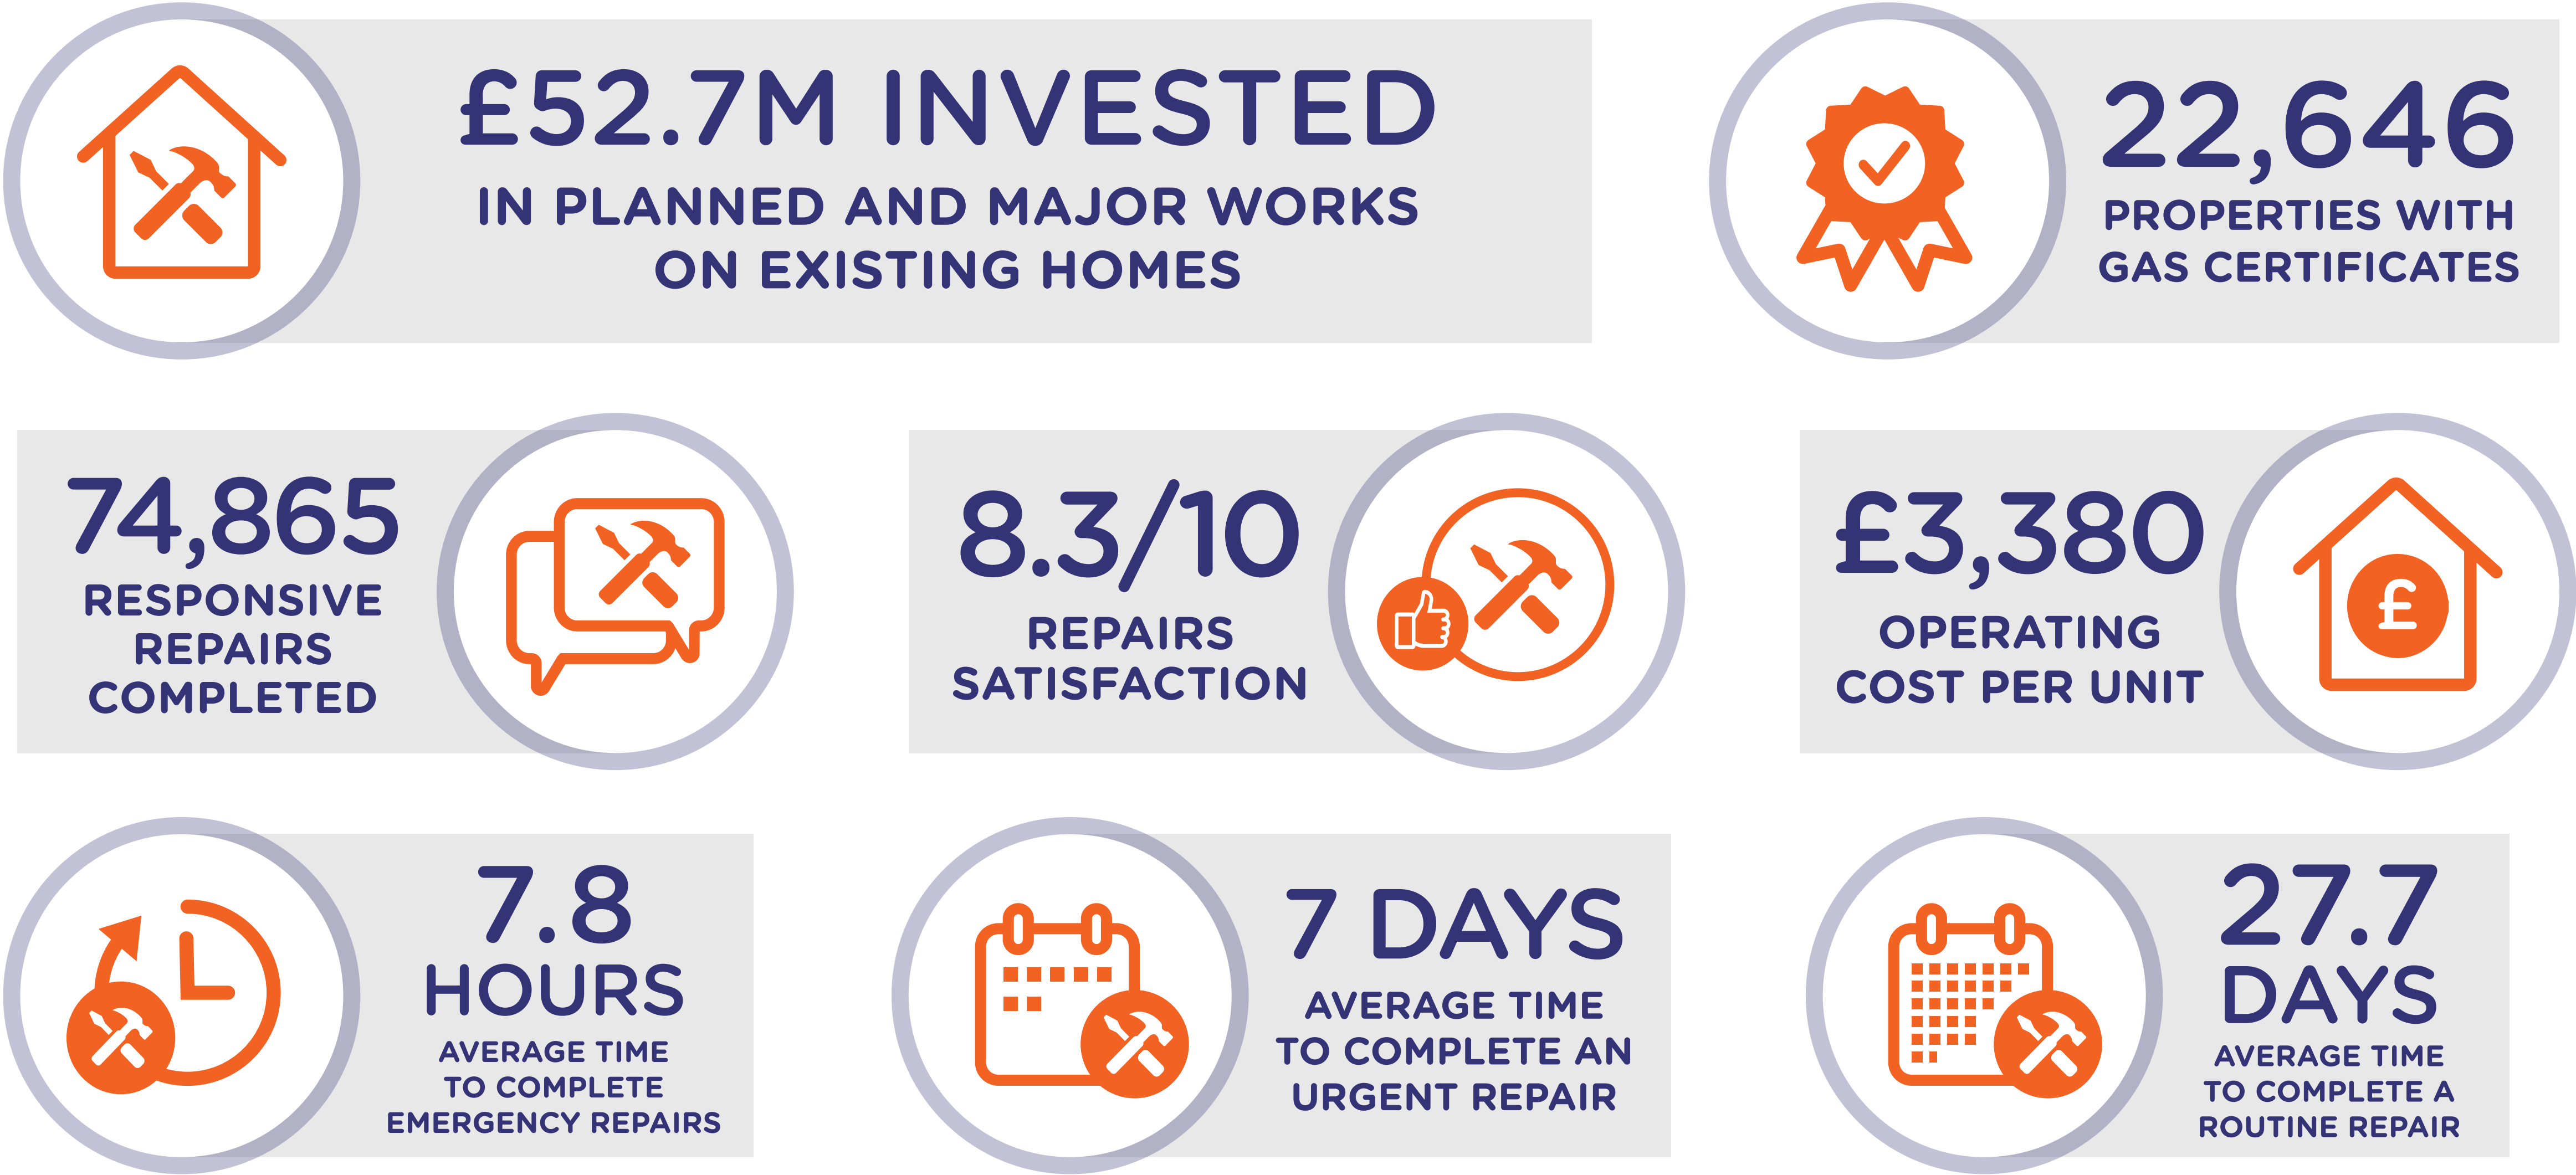 £52.7M INVESTED
IN PLANNED AND MAJOR WORKS
ON EXISTING HOMES
22,646
PROPERTIES WITH
GAS CERTIFICATES
74,865
RESPONSIVE
REPAIRS
COMPLETED
8.3/10
REPAIRS
SATISFACTION
£3,380
OPERATING
COST PER UNIT
£
7.8
HOURS
AVERAGE TIME
TO COMPLETE
EMERGENCY REPAIRS
7 DAYS
AVERAGE TIME
TO COMPLETE AN
URGENT REPAIR
27.7
DAYS
AVERAGE TIME
TO COMPLETE A
ROUTINE REPAIR